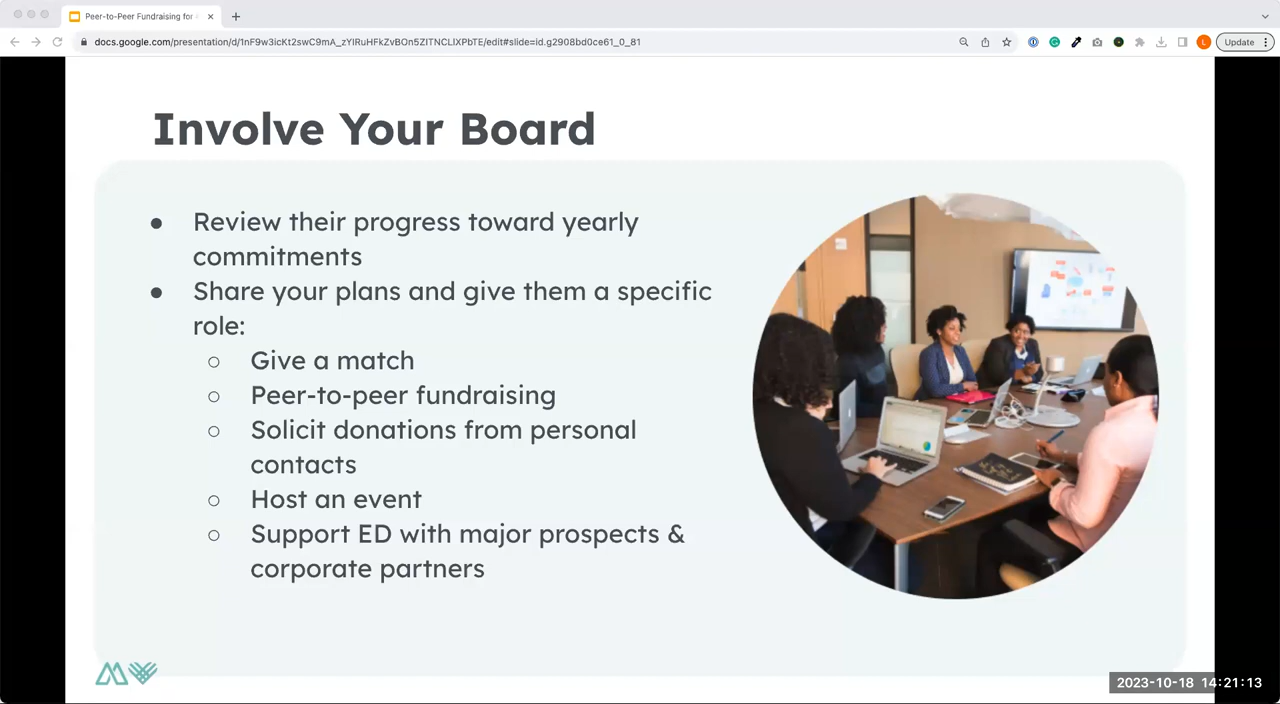 Peer-to-Peer Fundraising for
docs.google.com/presentation/d/1nF9w3icKt2swC9mA_zYlRuHFkZvBOn5ZITNCLIXPbTE/edit#slide=id.g2908bd0ce61_0_81
L
Update
Involve Your Board
● Review their progress toward yearly
commitments
● Share your plans and give them a specific
role:
○ Give a match
○ Peer-to-peer fundraising
○ Solicit donations from personal
contacts
○ Host an event
○ Support ED with major prospects &
corporate partners
2023-10-18 14:21:13